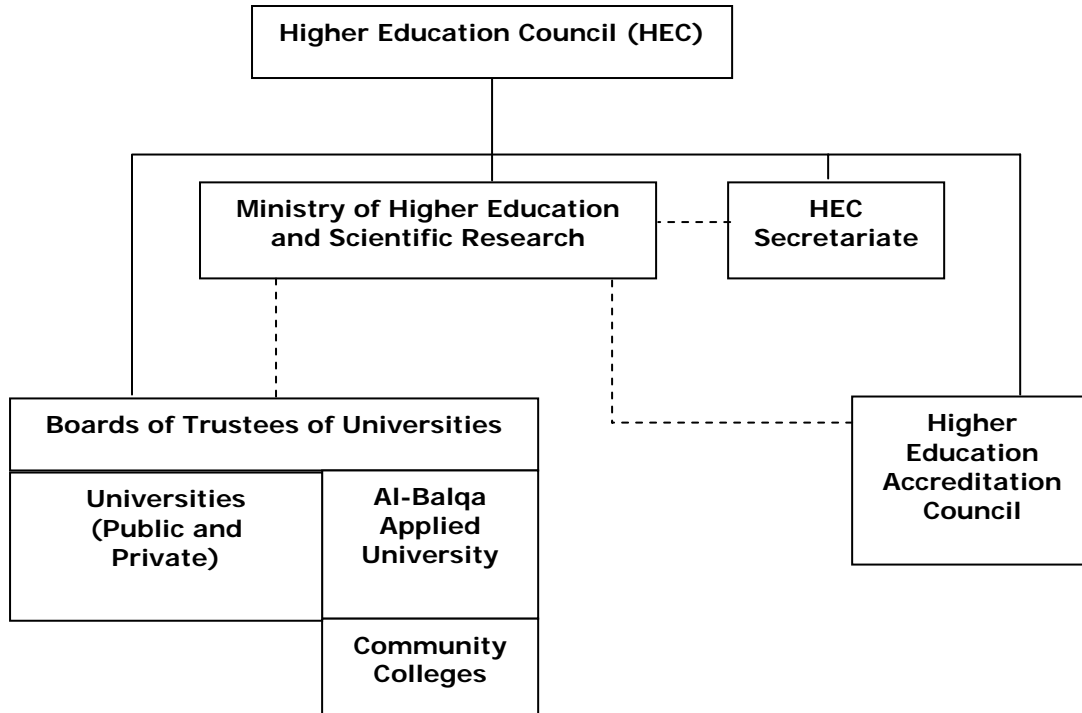 Higher Education Council (HEC)
Ministry of Higher Education
and Scientific Research
HEC
Secretariate
Boards of Trustees of Universities
Universities
(Public and
Private)
Al-Balqa
Applied
University
Community
Colleges
Higher
Education
Accreditation
Council